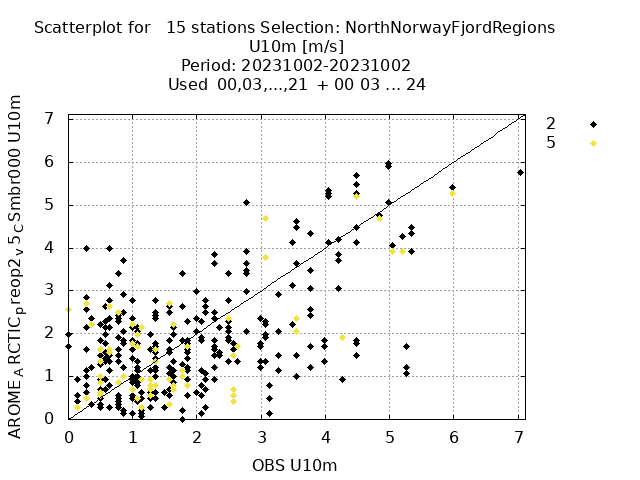 Scatterplot for   15 stations Selection: NorthNorwayFjordRegions
U10m [m/s]
Period: 20231002-20231002
Used  00,03,...,21  + 00 03 ... 24
2
5
AROME_ARCTIC_preop2_v5_CSmbr000 U10m
7
6
5
4
3
2
1
0
0 1 2 3 4 5 6 7
OBS U10m